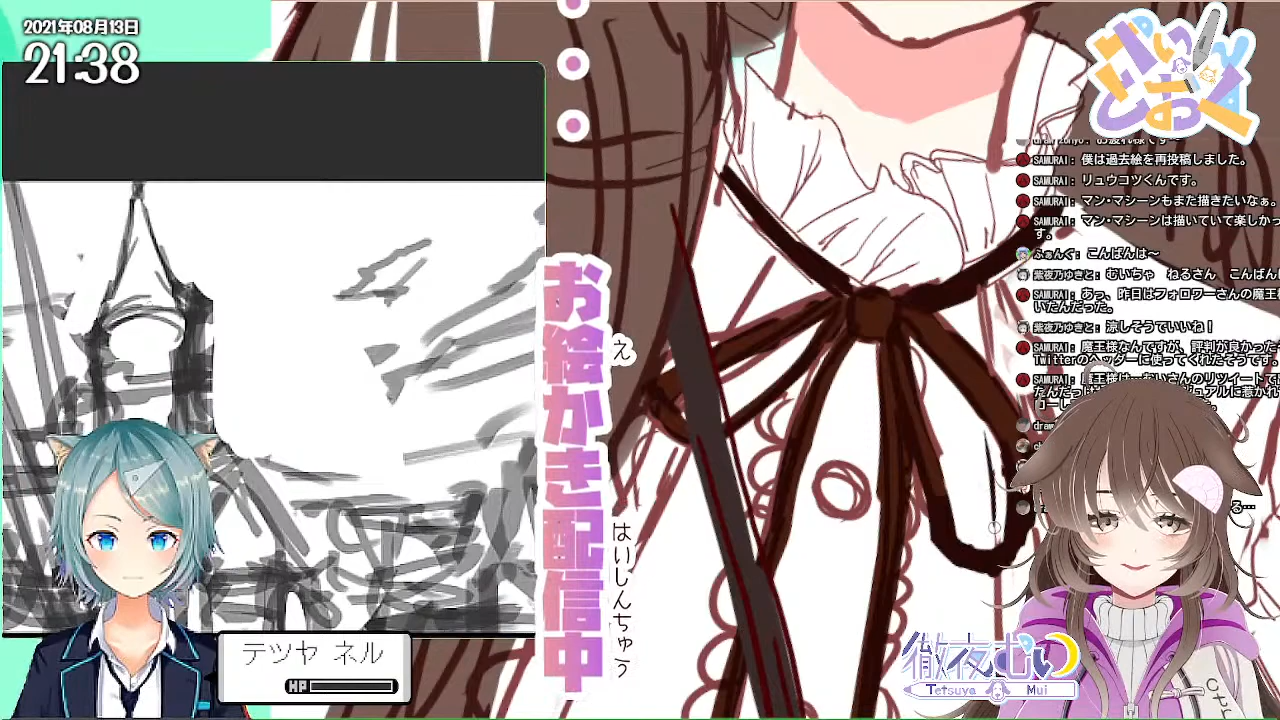 2021年08月13日
21:38
SAMURAI: 僕は過去絵を再投稿しました。
SAMURAI: リュウコツくんです。
SAMURAI: マン・マシーンもまた描きたいなぁ。
SAMURAI: マン・マシーンは描いていて楽しかっ
す。
ふぁんぐ: こんばんは〜
紫夜乃ゆきと: むいちゃ ねるさん こんばん
SAMURAI: あっ、昨日はフォロワーさんの魔王
いたんだった。
紫夜乃ゆきと: 涼しそうでいいね!
SAMURAI: 魔王様なんですが、評判が良かった
Twitterのヘッダーに使ってくれたそうです
お絵かき配信中
え
はいしんちゅう
テツヤ ネル
HP
徹夜むい
Tetsuya Mui